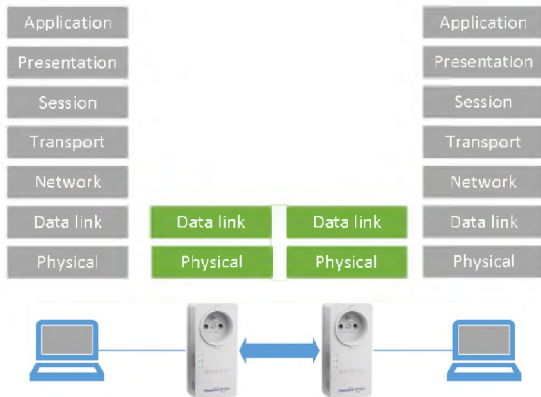 Application
Application
Presentation
Presentation
Session
Session
Transport
Transport
Network
Network
Data link
Data link
Data link
Data link
Physical
Physical
Physical
Physical